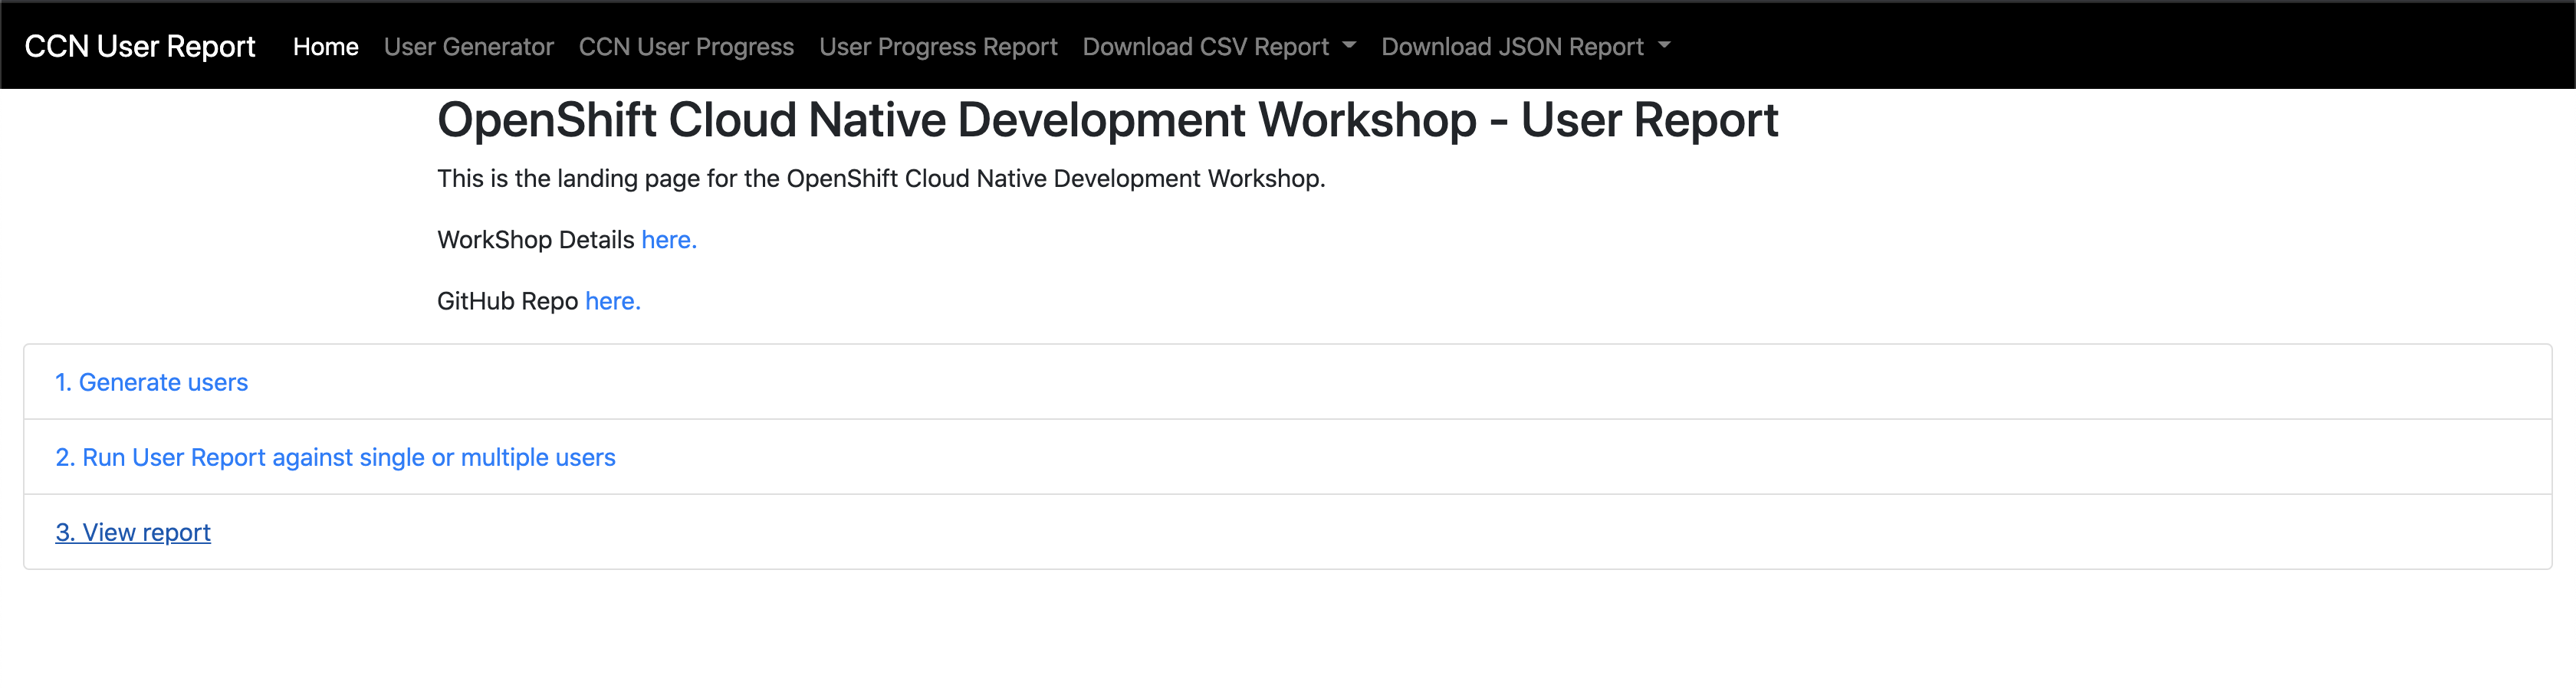 CCN User Report Home User Generator CCN User Progress User Progress Report Download CSV Report Download JSON Report
OpenShift Cloud Native Development Workshop - User Report
This is the landing page for the OpenShift Cloud Native Development Workshop.
WorkShop Details here.
GitHub Repo here.
1. Generate users
2. Run User Report against single or multiple users
3. View report